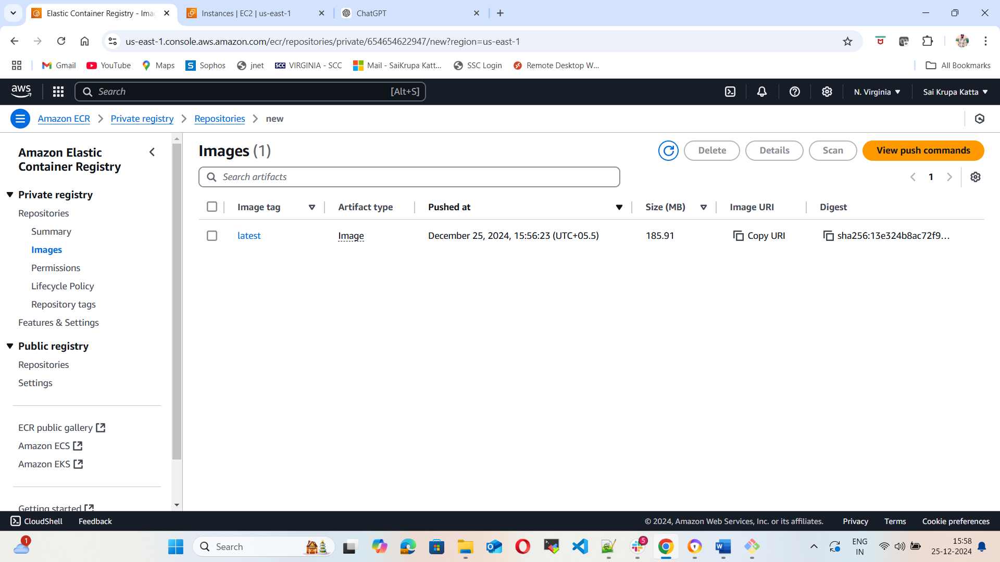 Elastic Container Registry - Ima
Instances | EC2 | us-east-1
ChatGPT
us-east-1.console.aws.amazon.com/ecr/repositories/private/654654622947/new?region=us-east-1
Gmail
YouTube
Maps
S Sophos
jnet
SCC VIRGINIA - SCC
Mail - SaiKrupa Katt...
SSC Login
Remote Desktop W...
All Bookmarks
aws
Search
[Alt+S]
N. Virginia
Sai Krupa Katta
Amazon ECR
Private registry
Repositories
new
Amazon Elastic
Container Registry
Private registry
Repositories
Summary
Images
Permissions
Lifecycle Policy
Repository tags
Features & Settings
Public registry
Repositories
Settings
ECR public gallery
Amazon ECS
Amazon EKS
Getting started
Images (1)
Delete
Details
Scan
View push commands
Search artifacts
1
Image tag
Artifact type
Pushed at
Size (MB)
Image URI
Digest
latest
Image
December 25, 2024, 15:56:23 (UTC+05.5)
185.91
Copy URI
sha256:13e324b8ac72f9...
CloudShell
Feedback
© 2024, Amazon Web Services, Inc. or its affiliates.
Privacy
Terms
Cookie preferences
1
Search
5
ENG
IN
15:58
25-12-2024